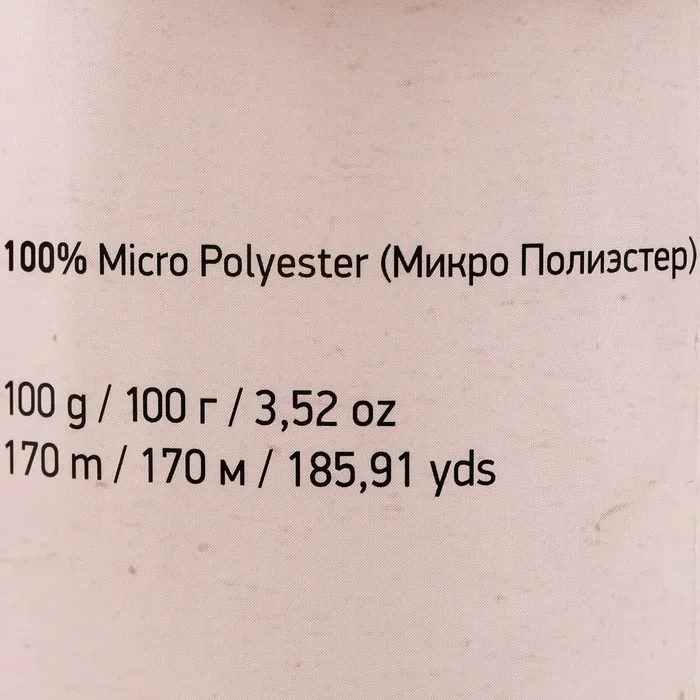 100% Micro Polyester (Микро Полиэстер)
100 g / 100 г / 3,52 oz
170 m / 170 м / 185,91 yds